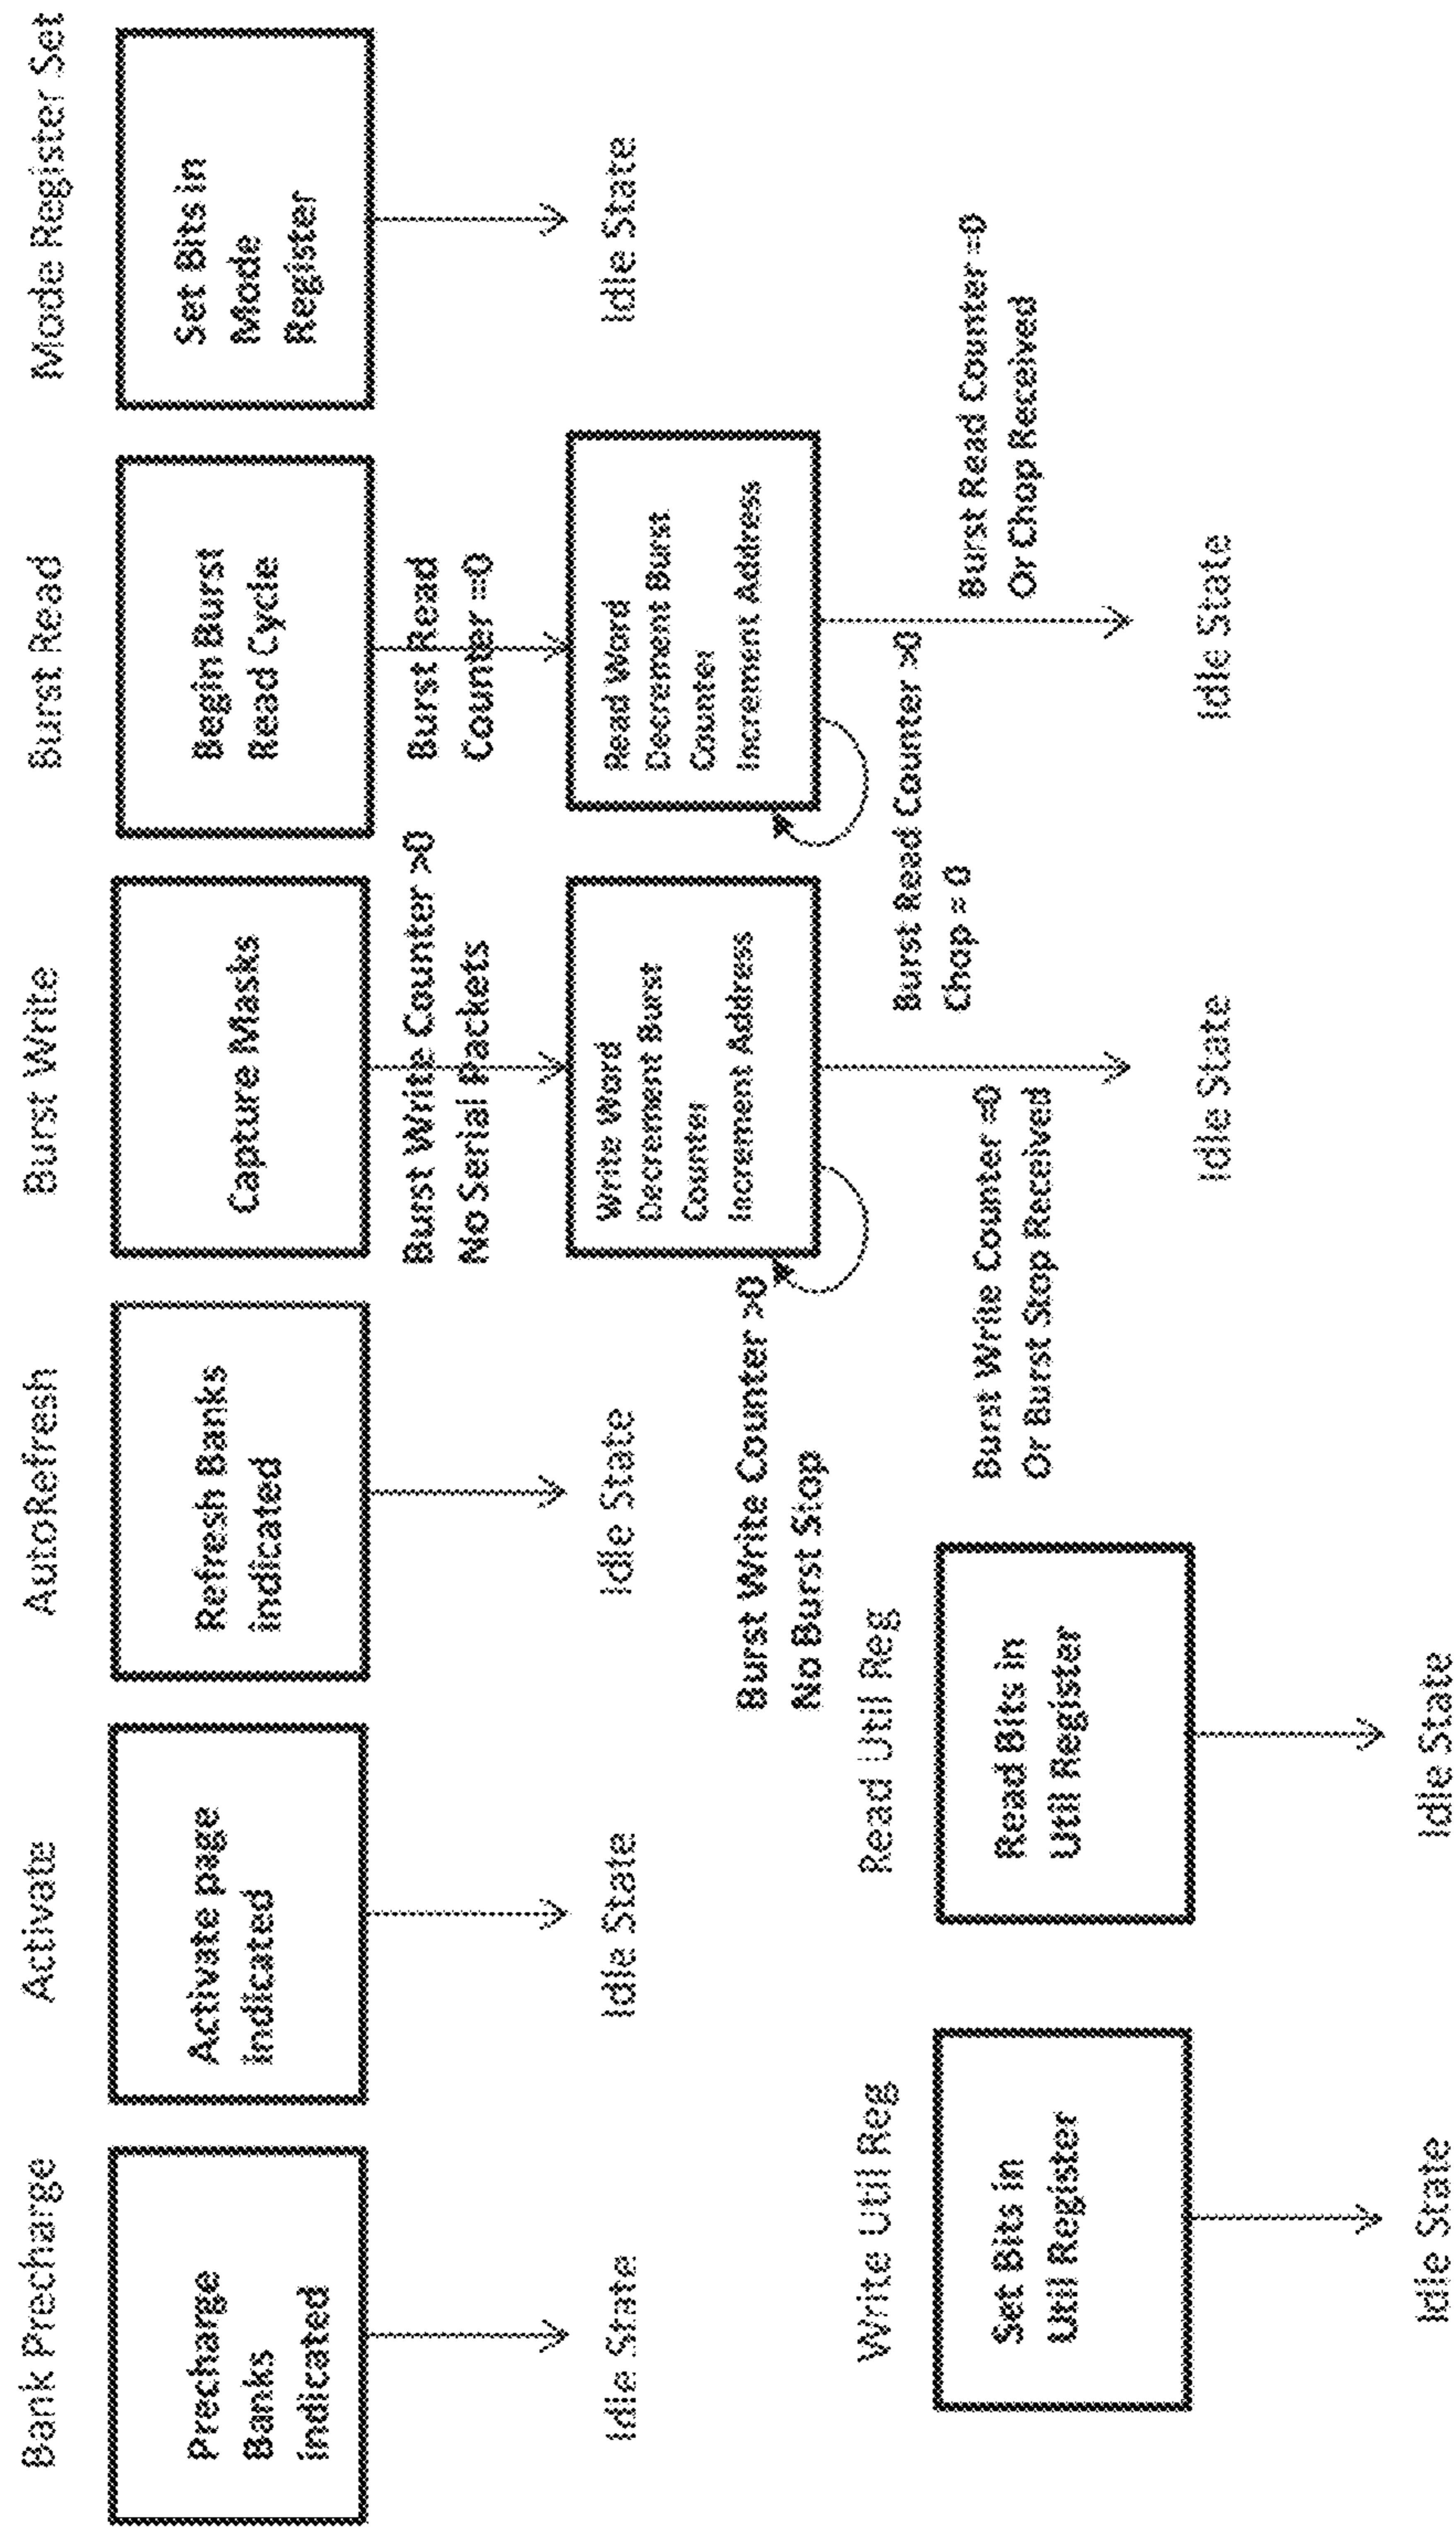 Bank Precharge
Precharge
Banks
indicated
Idle State
Activate
Activate page
indicated
Idle State
AutoRefresh
Refresh Banks
indicated
Idle State
Burst Write
Capture Masks
Burst Write Counter >0
No Serial Packets
Write Word
Decrement Burst
Counter
Increment Address
Burst Write Counter >0
No Burst Stop
Burst Write Counter =0
Or Burst Stop Received
Idle State
Burst Read
Begin Burst
Read Cycle
Burst Read
Counter =0
Read Word
Decrement Burst
Counter
Increment Address
Burst Read Counter >0
Chop = 0
Burst Read Counter =0
Or Chop Received
Idle State
Mode Register Set
Set Bits in
Mode
Register
Idle State
Write Util Reg
Set Bits in
Util Register
Idle State
Read Util Reg
Read Bits in
Util Register
Idle State